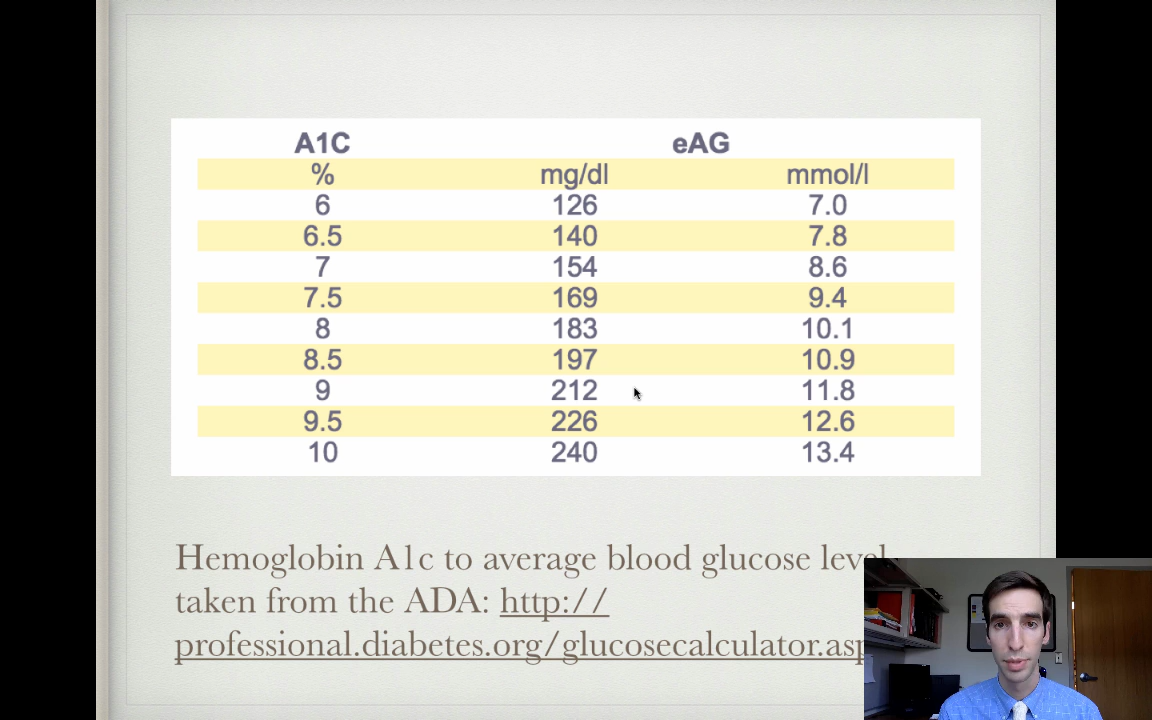 A1C eAG
% mg/dl mmol/l
6 126 7.0
6.5 140 7.8
7 154 8.6
7.5 169 9.4
8 183 10.1
8.5 197 10.9
9 212 11.8
9.5 226 12.6
10 240 13.4
Hemoglobin A1c to average blood glucose level
taken from the ADA: http://
professional.diabetes.org/glucosecalculator.asp